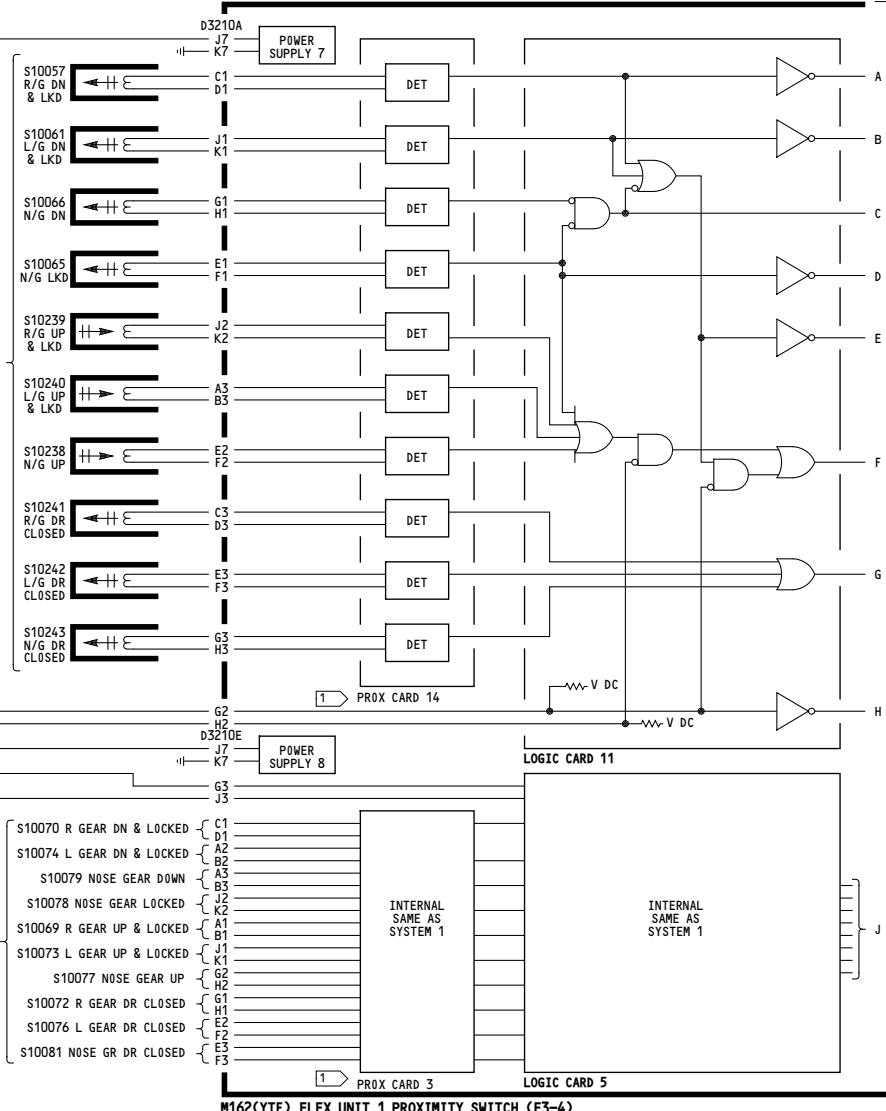 D3210A
J7
K7
POWER
SUPPLY 7
S10057
R/G DN
& LKD
C1
D1
DET
A
S10061
L/G DN
& LKD
J1
K1
DET
B
S10066
N/G DN
G1
H1
DET
C
S10065
N/G LKD
E1
F1
DET
D
S10239
R/G UP
& LKD
J2
K2
DET
E
S10240
L/G UP
& LKD
A3
B3
DET
S10238
N/G UP
E2
F2
DET
F
S10241
R/G DR
CLOSED
C3
D3
DET
S10242
L/G DR
CLOSED
E3
F3
DET
G
S10243
N/G DR
CLOSED
G3
H3
DET
1
PROX CARD 14
V DC
G2
H
H2
V DC
D3210E
J7
K7
POWER
SUPPLY 8
LOGIC CARD 11
G3
J3
S10070 R GEAR DN & LOCKED
C1
D1
S10074 L GEAR DN & LOCKED
A2
B2
S10079 NOSE GEAR DOWN
A3
B3
S10078 NOSE GEAR LOCKED
J2
K2
S10069 R GEAR UP & LOCKED
A1
B1
S10073 L GEAR UP & LOCKED
J1
K1
S10077 NOSE GEAR UP
G2
H2
S10072 R GEAR DR CLOSED
G1
H1
S10076 L GEAR DR CLOSED
E2
F2
S10081 NOSE GR DR CLOSED
E3
F3
INTERNAL
SAME AS
SYSTEM 1
INTERNAL
SAME AS
SYSTEM 1
J
1
PROX CARD 3
LOGIC CARD 5
M162(YTE) FLEX UNIT 1 PROXIMITY SWITCH (E3-4)